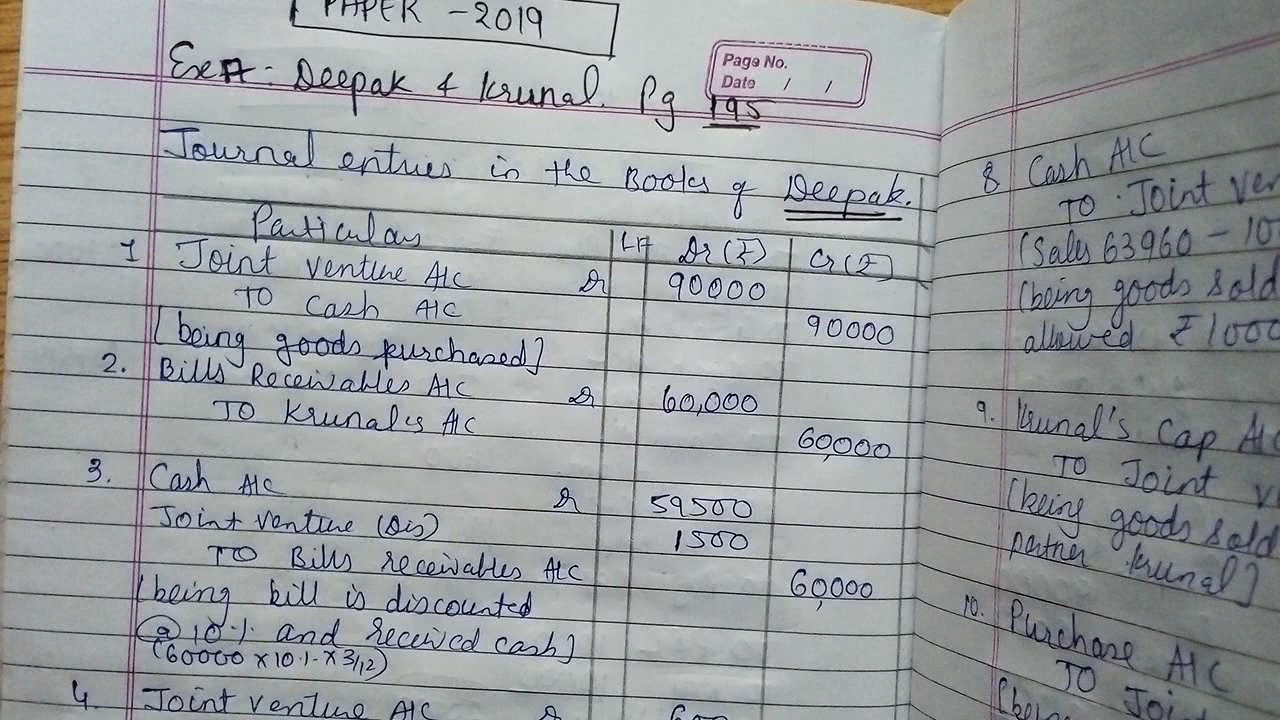 PAPER - 2019
Page No.
Date / /
Ex 7:- Deepak & Krunal. Pg 195
Journal entries in the Books of Deepak.
Particulars LF Dr (₹) Cr (₹)
1 Joint venture A/C Dr 90000
TO Cash A/C 90000
[being goods purchased]
2. Bills Receivables A/C Dr 60,000
TO Krunal's A/C 60,000
3. Cash A/C Dr 59500
Joint venture (Dis) 1500
TO Bills receivables A/C 60,000
[being bill is discounted
@ 10% and received cash]
(60000 x 10% x 3/12)
4. Joint venture A/C Dr
8 Cash A/C
TO Joint Ven
(Sales 63960 - 10
(being goods sold
allowed ₹ 1000
9. Krunal's Cap A/C
TO Joint V
[being goods sold
partner Krunal]
10. Purchase A/C
TO Join
[being